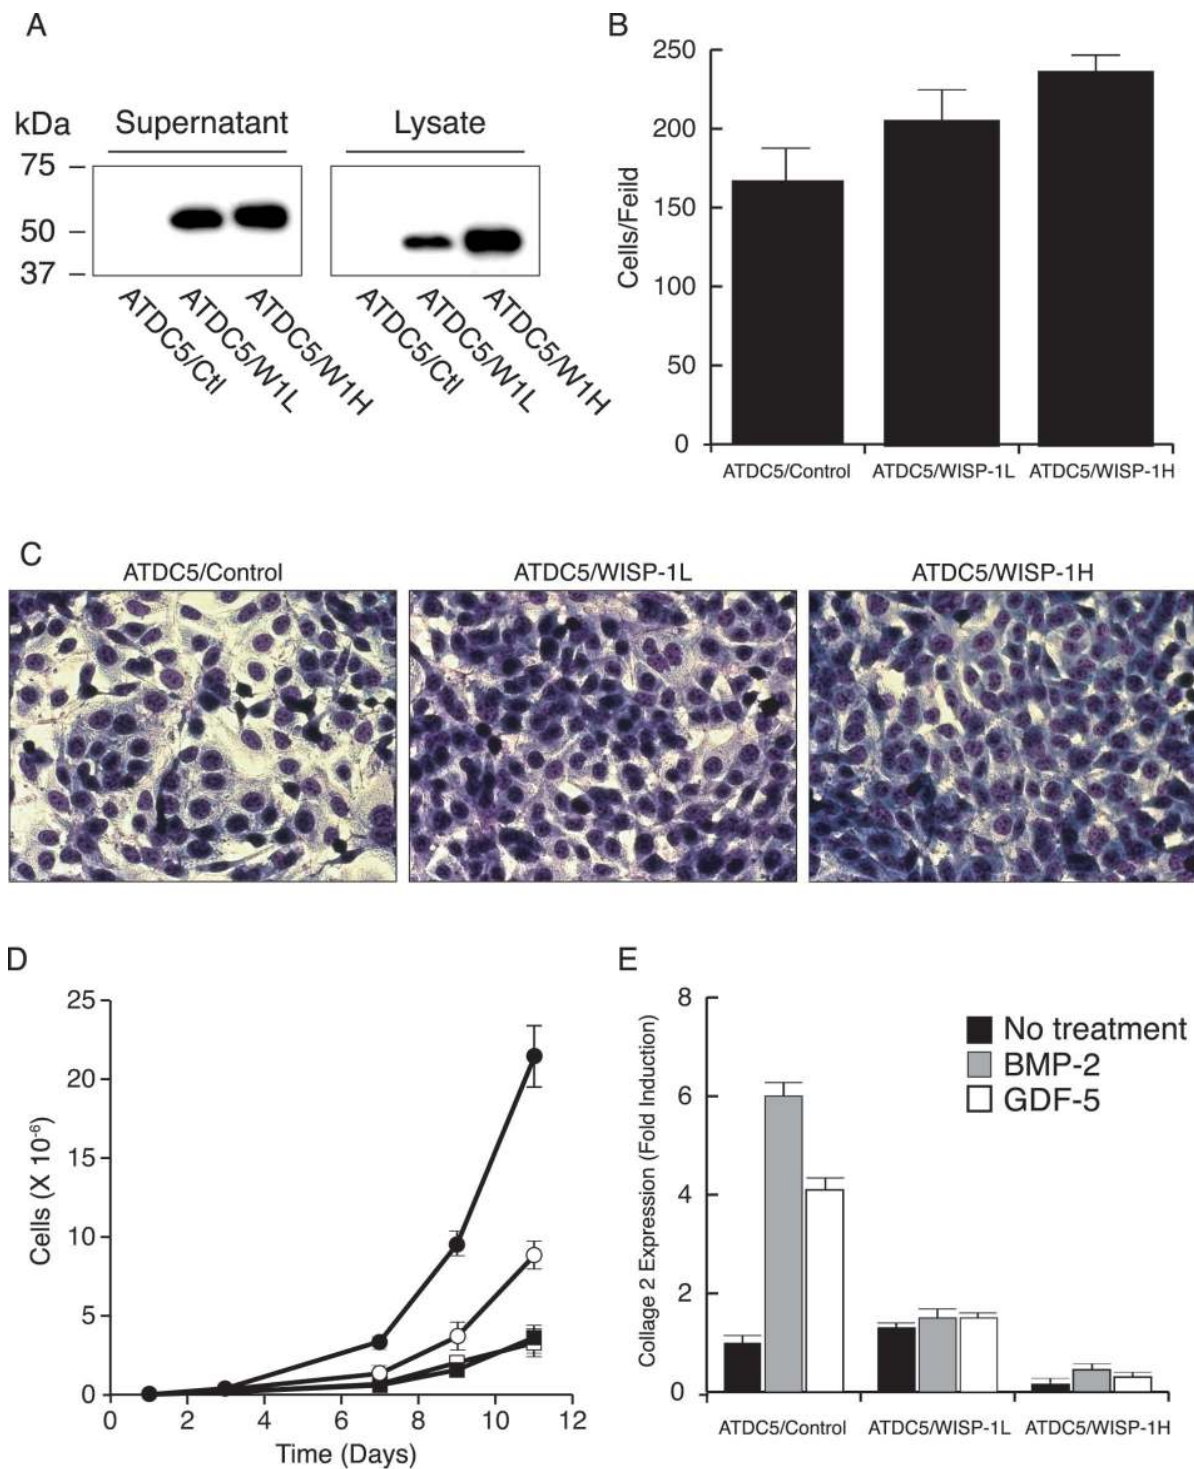 A
kDa
Supernatant
Lysate
75
50
37
ATDC5/Ctl
ATDC5/W1L
ATDC5/W1H
ATDC5/Ctl
ATDC5/W1L
ATDC5/W1H
B
Cells/Feild
250
200
150
100
50
0
ATDC5/Control
ATDC5/WISP-1L
ATDC5/WISP-1H
C
ATDC5/Control
ATDC5/WISP-1L
ATDC5/WISP-1H
D
Cells (X 10⁻⁶)
25
20
15
10
5
0
0 2 4 6 8 10 12
Time (Days)
E
Collage 2 Expression (Fold Induction)
8
6
4
2
0
No treatment
BMP-2
GDF-5
ATDC5/Control
ATDC5/WISP-1L
ATDC5/WISP-1H